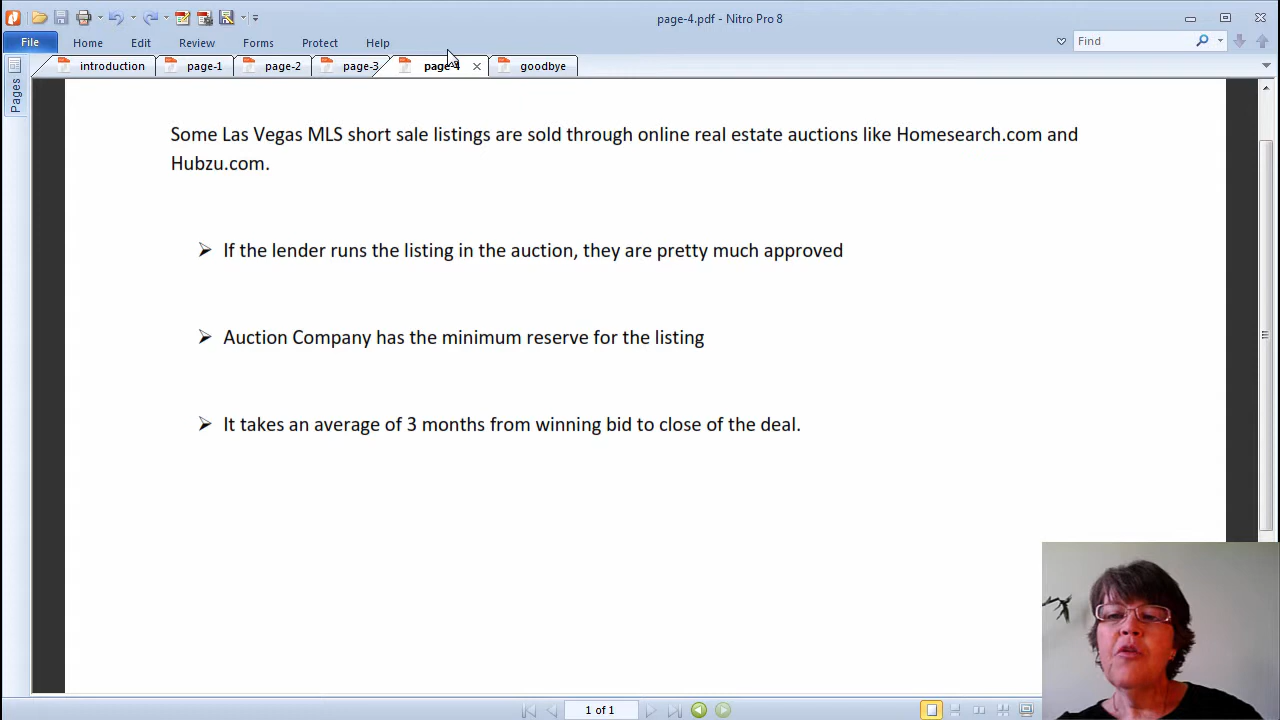 page-4.pdf - Nitro Pro 8
File Home Edit Review Forms Protect Help Find
introduction page-1 page-2 page-3 page-4 goodbye
Pages
Some Las Vegas MLS short sale listings are sold through online real estate auctions like Homesearch.com and
Hubzu.com.
If the lender runs the listing in the auction, they are pretty much approved
Auction Company has the minimum reserve for the listing
It takes an average of 3 months from winning bid to close of the deal.
1 of 1